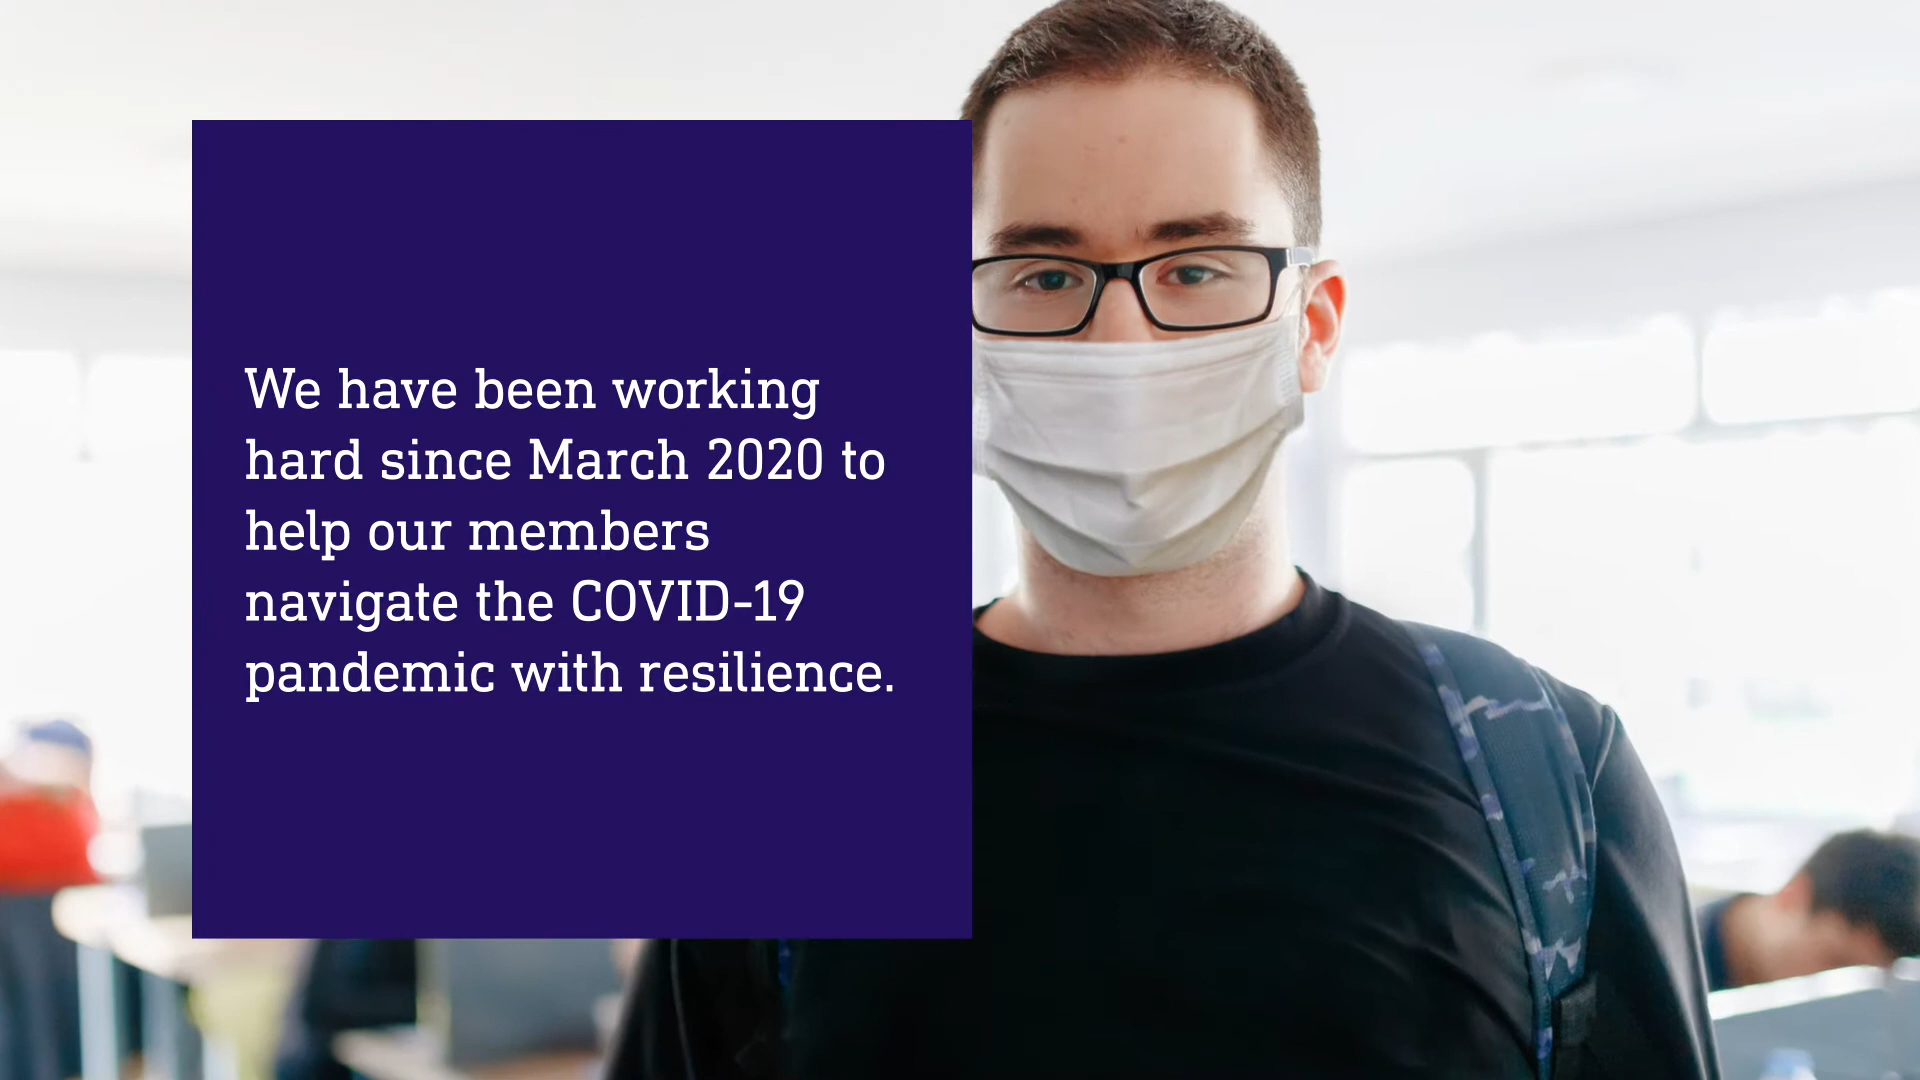 We have been working
hard since March 2020 to
help our members
navigate the COVID-19
pandemic with resilience.